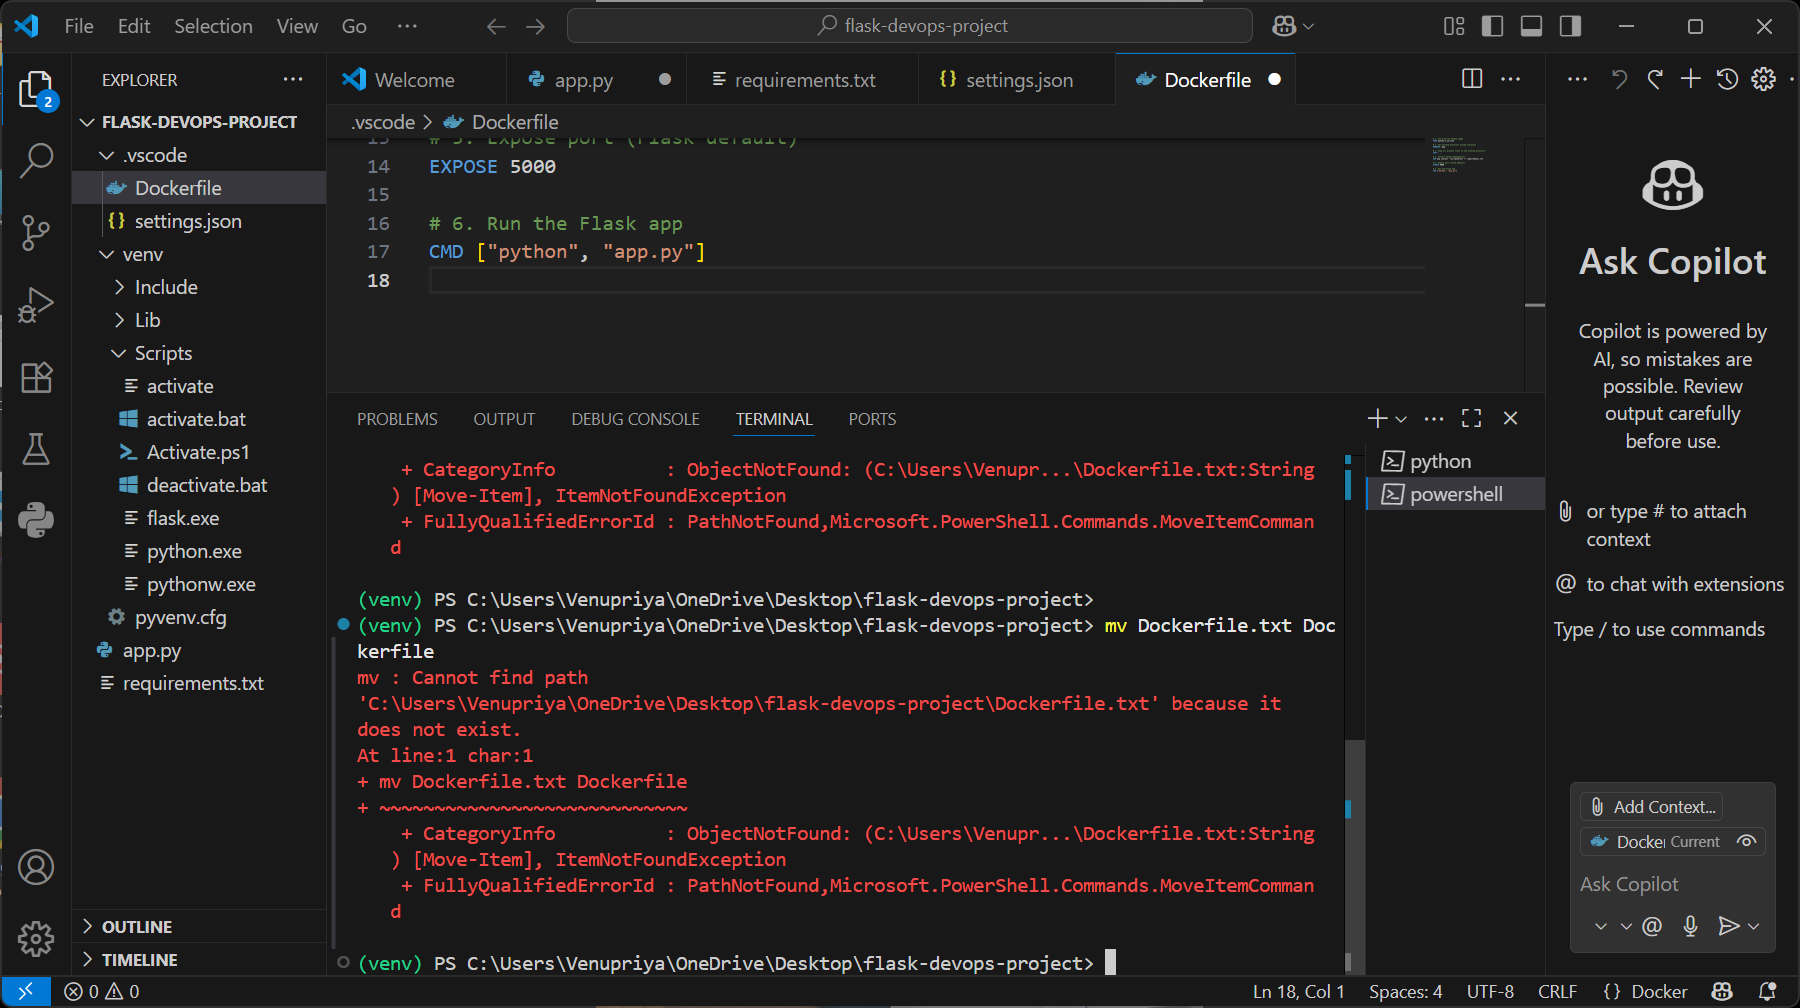 File Edit Selection View Go ···
flask-devops-project
EXPLORER
2
FLASK-DEVOPS-PROJECT
.vscode
Dockerfile
settings.json
venv
Include
Lib
Scripts
activate
activate.bat
Activate.ps1
deactivate.bat
flask.exe
python.exe
pythonw.exe
pyvenv.cfg
app.py
requirements.txt
OUTLINE
TIMELINE
Welcome app.py requirements.txt settings.json Dockerfile
.vscode > Dockerfile
13 # 5. Expose port (Flask default)
14 EXPOSE 5000
15
16 # 6. Run the Flask app
17 CMD ["python", "app.py"]
18
PROBLEMS OUTPUT DEBUG CONSOLE TERMINAL PORTS
+ CategoryInfo : ObjectNotFound: (C:\Users\Venupr...\Dockerfile.txt:String
) [Move-Item], ItemNotFoundException
+ FullyQualifiedErrorId : PathNotFound,Microsoft.PowerShell.Commands.MoveItemComman
d
(venv) PS C:\Users\Venupriya\OneDrive\Desktop\flask-devops-project>
(venv) PS C:\Users\Venupriya\OneDrive\Desktop\flask-devops-project> mv Dockerfile.txt Doc
kerfile
mv : Cannot find path
'C:\Users\Venupriya\OneDrive\Desktop\flask-devops-project\Dockerfile.txt' because it
does not exist.
At line:1 char:1
+ mv Dockerfile.txt Dockerfile
+ ~~~~~~~~~~~~~~~~~~~~~~~~~~~~
+ CategoryInfo : ObjectNotFound: (C:\Users\Venupr...\Dockerfile.txt:String
) [Move-Item], ItemNotFoundException
+ FullyQualifiedErrorId : PathNotFound,Microsoft.PowerShell.Commands.MoveItemComman
d
(venv) PS C:\Users\Venupriya\OneDrive\Desktop\flask-devops-project>
python
powershell
Ask Copilot
Copilot is powered by
AI, so mistakes are
possible. Review
output carefully
before use.
or type # to attach
context
@ to chat with extensions
Type / to use commands
Add Context...
Docker Current
Ask Copilot
0 0
Ln 18, Col 1 Spaces: 4 UTF-8 CRLF {} Docker